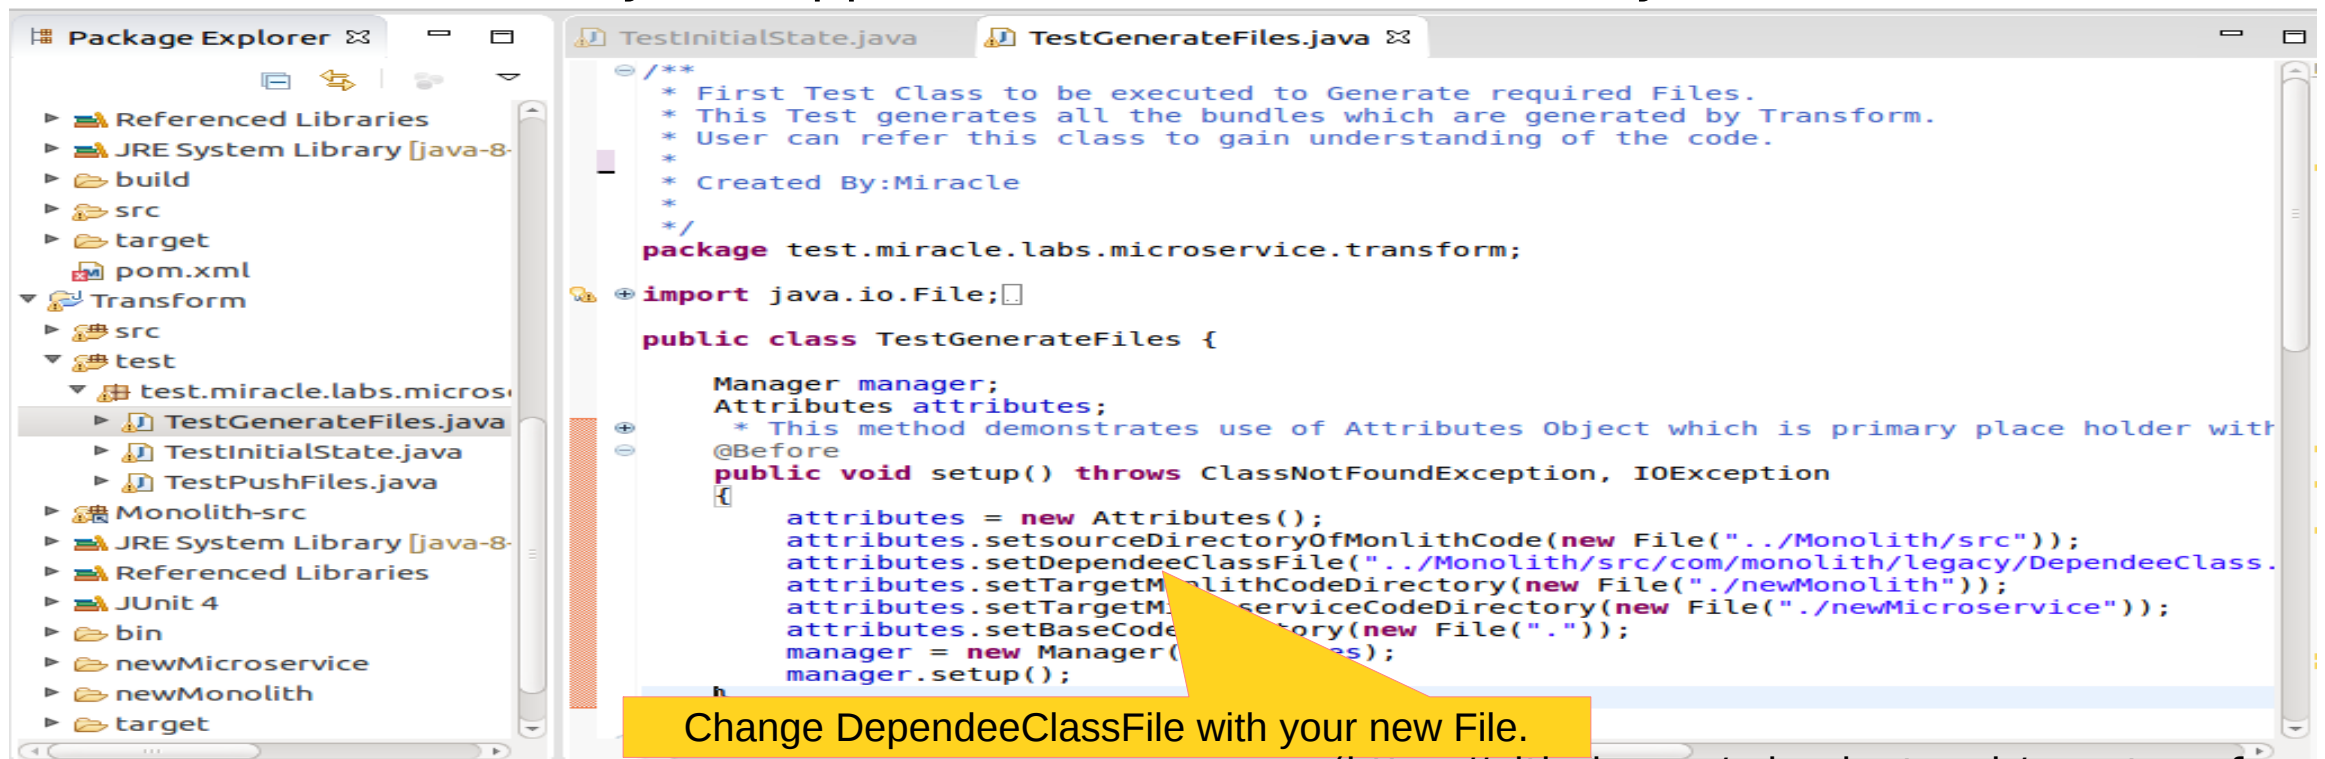 Package Explorer
Referenced Libraries
JRE System Library [java-8-
build
src
target
pom.xml
Transform
src
test
test.miracle.labs.micros
TestGenerateFiles.java
TestInitialState.java
TestPushFiles.java
Monolith-src
JRE System Library [java-8-
Referenced Libraries
JUnit 4
bin
newMicroservice
newMonolith
target
TestInitialState.java TestGenerateFiles.java
/**
* First Test Class to be executed to Generate required Files.
* This Test generates all the bundles which are generated by Transform.
* User can refer this class to gain understanding of the code.
*
* Created By:Miracle
*
*/
package test.miracle.labs.microservice.transform;
import java.io.File;
public class TestGenerateFiles {
Manager manager;
Attributes attributes;
* This method demonstrates use of Attributes Object which is primary place holder with
@Before
public void setup() throws ClassNotFoundException, IOException
{
attributes = new Attributes();
attributes.setsourceDirectoryOfMonlithCode(new File("../Monolith/src"));
attributes.setDependeeClassFile("../Monolith/src/com/monolith/legacy/DependeeClass.
attributes.setTargetMonolithCodeDirectory(new File("./newMonolith"));
attributes.setTargetMi serviceCodeDirectory(new File("./newMicroservice"));
attributes.setBaseCode tory(new File("."));
manager = new Manager( es);
manager.setup();
Change DependeeClassFile with your new File.